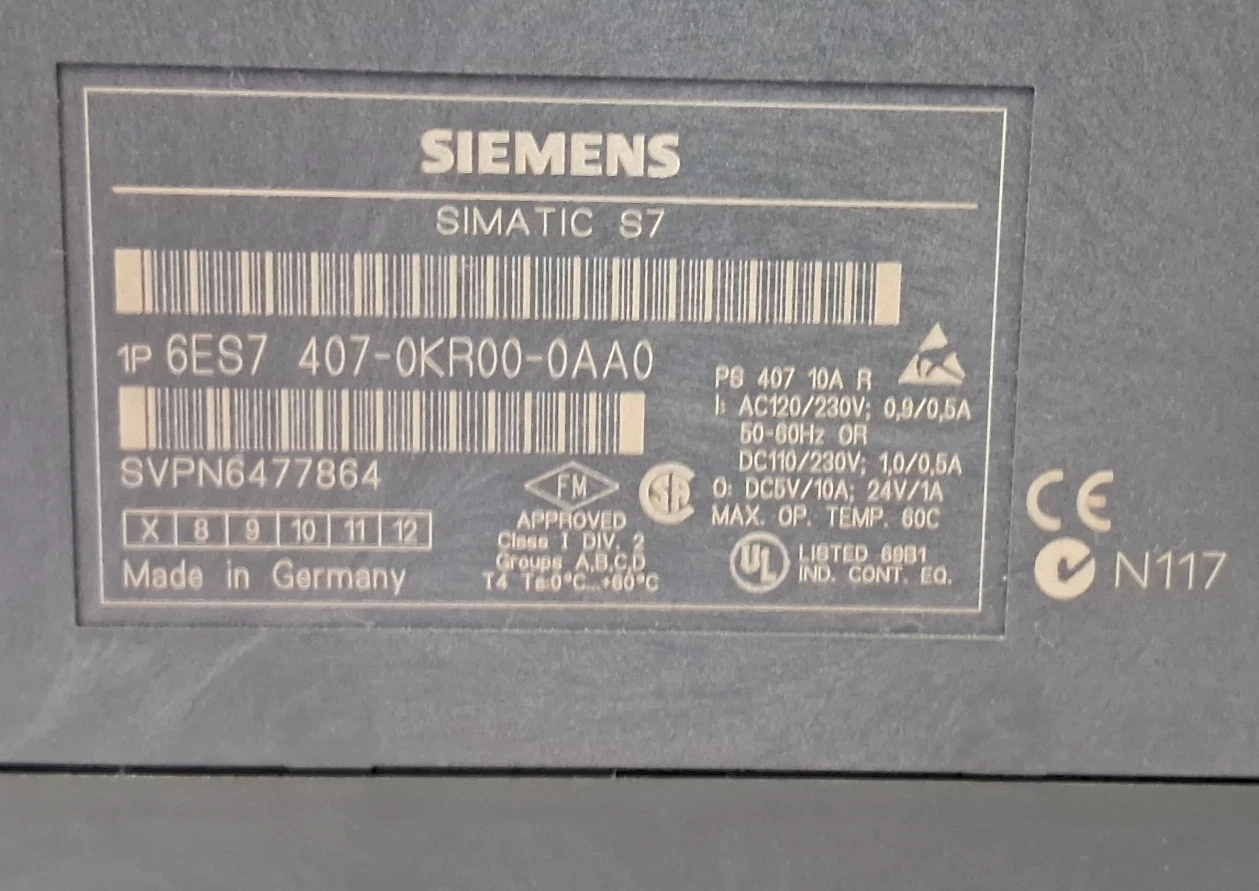 SIEMENS
SIMATIC S7
1P 6ES7 407-0KR00-0AA0
SVPN6477864
X 8 9 10 11 12
Made in Germany
FM
APPROVED
Class 1 DIV. 2
Groups A,B,C,D
T4 Ta:0°C...+60°C
SA
PS 407 10A R
I: AC120/230V; 0,9/0,5A
50-60Hz OR
DC110/230V; 1,0/0,5A
O: DC5V/10A; 24V/1A
MAX. OP. TEMP. 60C
UL
LISTED 69B1
IND. CONT. EQ.
CE
N117